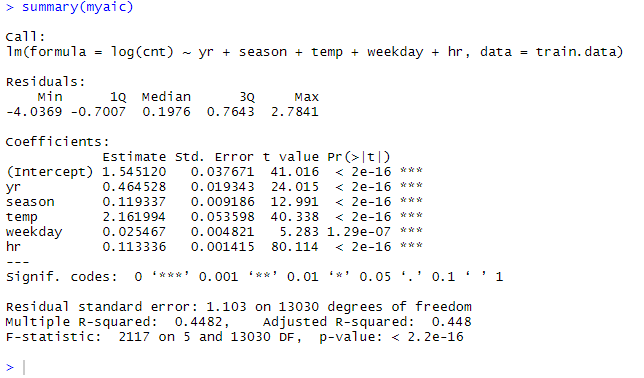 > summary(myaic)
Call:
lm(formula = log(cnt) ~ yr + season + temp + weekday + hr, data = train.data)
Residuals:
    Min      1Q  Median      3Q     Max
-4.0369 -0.7007  0.1976  0.7643  2.7841
Coefficients:
            Estimate Std. Error t value Pr(>|t|)
(Intercept) 1.545120   0.037671  41.016  < 2e-16 ***
yr          0.464528   0.019343  24.015  < 2e-16 ***
season      0.119337   0.009186  12.991  < 2e-16 ***
temp        2.161994   0.053598  40.338  < 2e-16 ***
weekday     0.025467   0.004821   5.283 1.29e-07 ***
hr          0.113336   0.001415  80.114  < 2e-16 ***
---
Signif. codes:  0 ‘***’ 0.001 ‘**’ 0.01 ‘*’ 0.05 ‘.’ 0.1 ‘ ’ 1
Residual standard error: 1.103 on 13030 degrees of freedom
Multiple R-squared:  0.4482,    Adjusted R-squared:  0.448
F-statistic:  2117 on 5 and 13030 DF,  p-value: < 2.2e-16
>